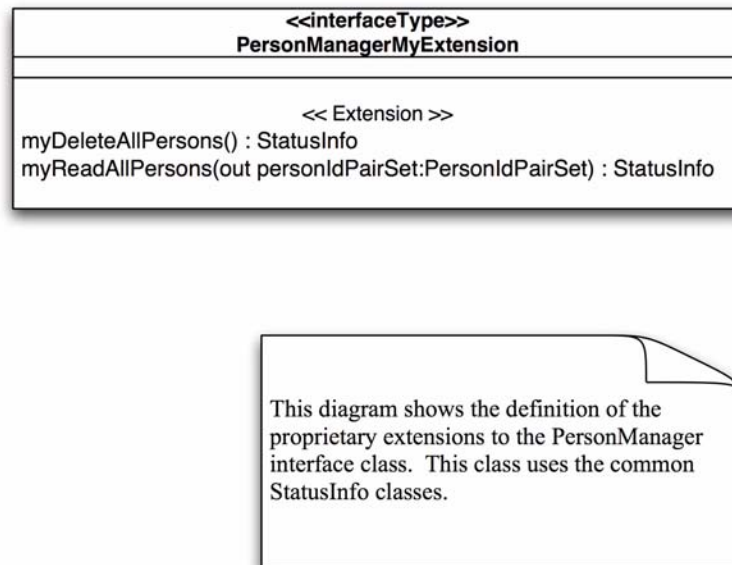 <<interfaceType>>
PersonManagerMyExtension
<< Extension >>
myDeleteAllPersons() : StatusInfo
myReadAllPersons(out personIdPairSet:PersonIdPairSet) : StatusInfo
This diagram shows the definition of the
proprietary extensions to the PersonManager
interface class.  This class uses the common
StatusInfo classes.